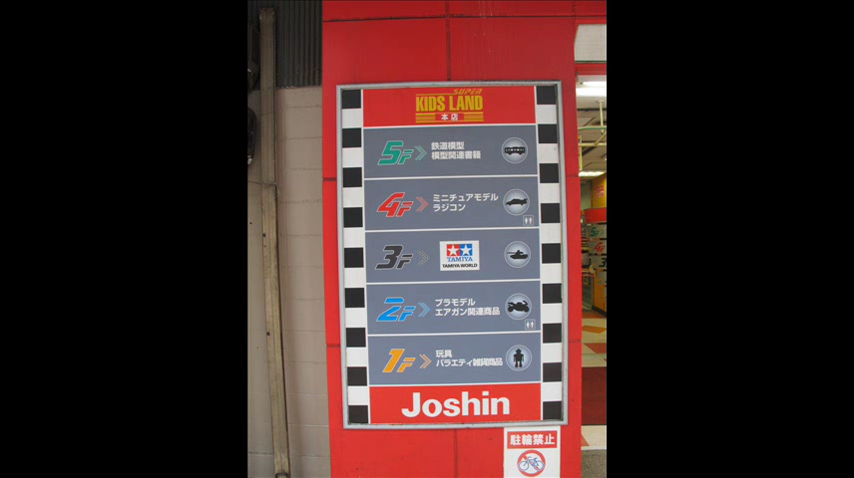 SUPER
KIDS LAND
本店
5F
鉄道模型
模型関連書籍
4F
ミニチュアモデル
ラジコン
3F
TAMIYA
TAMIYA WORLD
2F
プラモデル
エアガン関連商品
1F
玩具
バラエティ雑貨商品
Joshin
駐輪禁止